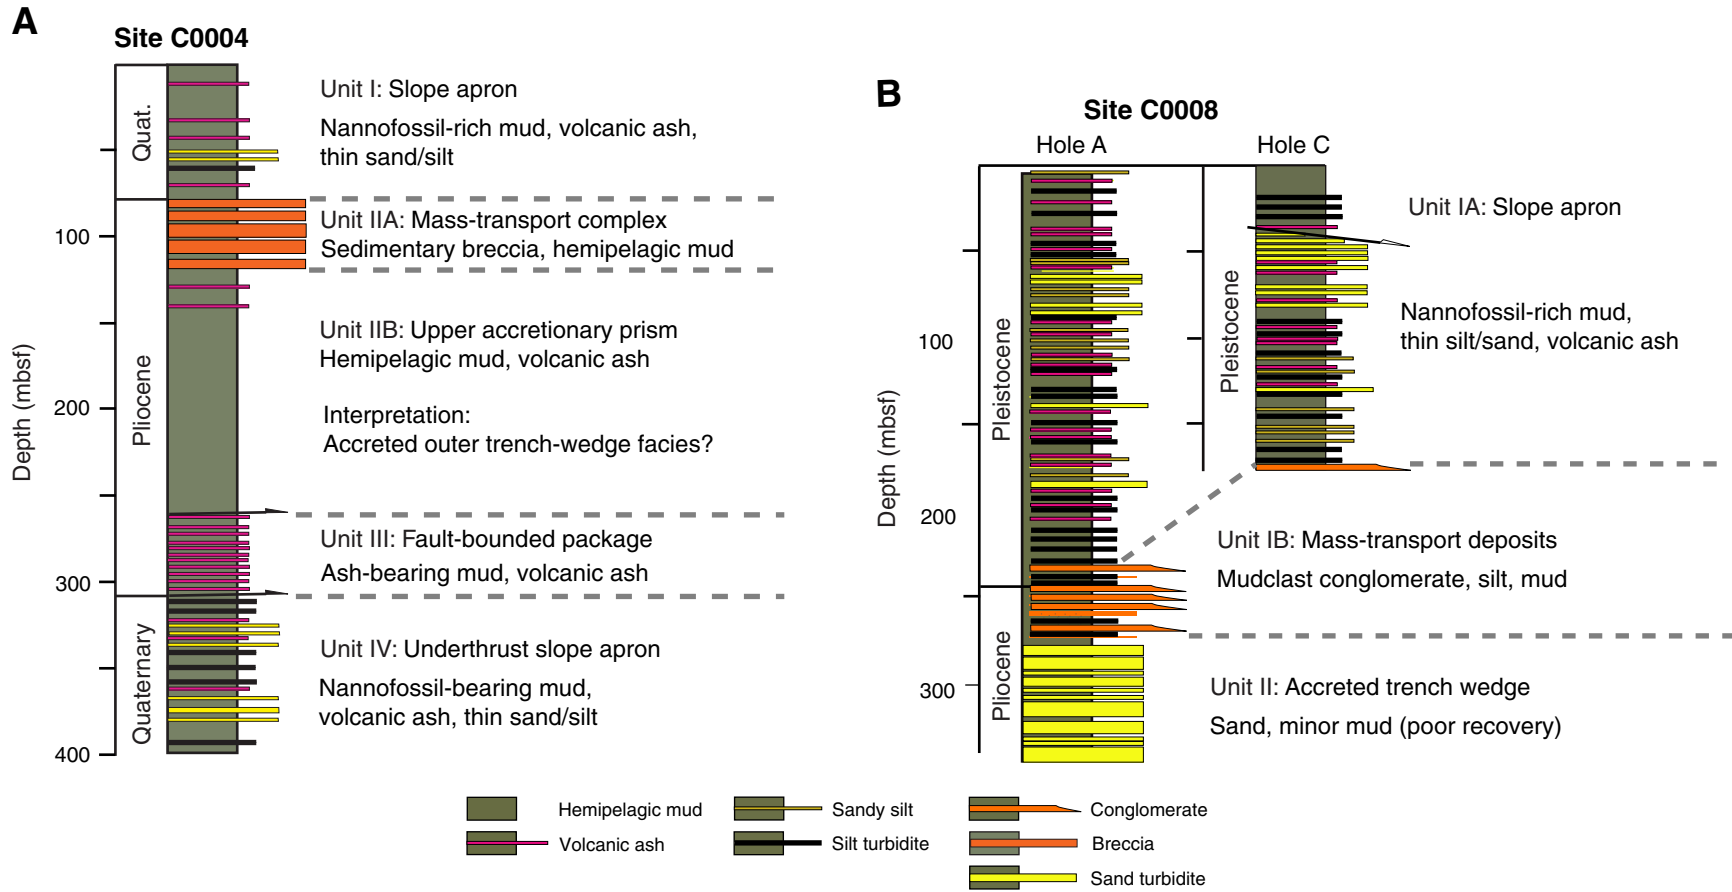 A
Site C0004
Depth (mbsf)
100
200
300
400
Quat.
Pliocene
Quaternary
Unit I: Slope apron
Nannofossil-rich mud, volcanic ash,
thin sand/silt
Unit IIA: Mass-transport complex
Sedimentary breccia, hemipelagic mud
Unit IIB: Upper accretionary prism
Hemipelagic mud, volcanic ash
Interpretation:
Accreted outer trench-wedge facies?
Unit III: Fault-bounded package
Ash-bearing mud, volcanic ash
Unit IV: Underthrust slope apron
Nannofossil-bearing mud,
volcanic ash, thin sand/silt
B
Site C0008
Hole A
Hole C
Depth (mbsf)
100
200
300
Pleistocene
Pliocene
Pleistocene
Unit IA: Slope apron
Nannofossil-rich mud,
thin silt/sand, volcanic ash
Unit IB: Mass-transport deposits
Mudclast conglomerate, silt, mud
Unit II: Accreted trench wedge
Sand, minor mud (poor recovery)
Hemipelagic mud
Volcanic ash
Sandy silt
Silt turbidite
Conglomerate
Breccia
Sand turbidite